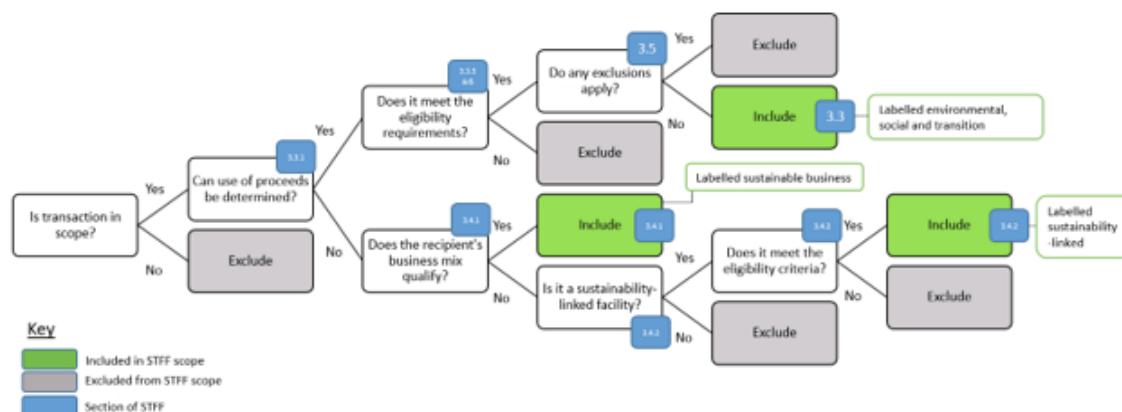 Is transaction in
scope?
Yes
No
Exclude
3.3.1
Can use of proceeds
be determined?
Yes
No
3.3.3
Does it meet the
eligibility
requirements?
Yes
No
Exclude
3.5
Do any exclusions
apply?
Yes
No
Exclude
Include
3.3
Labelled environmental,
social and transition
3.4.1
Does the recipient's
business mix
qualify?
Yes
No
Include
3.4.1
Labelled sustainable business
Is it a sustainability-
linked facility?
3.4.2
Yes
No
Exclude
Does it meet the
eligibility criteria?
Yes
No
Include
3.4.2
Labelled
sustainability
-linked
Exclude
Key
Included in STFF scope
Excluded from STFF scope
Section of STFF